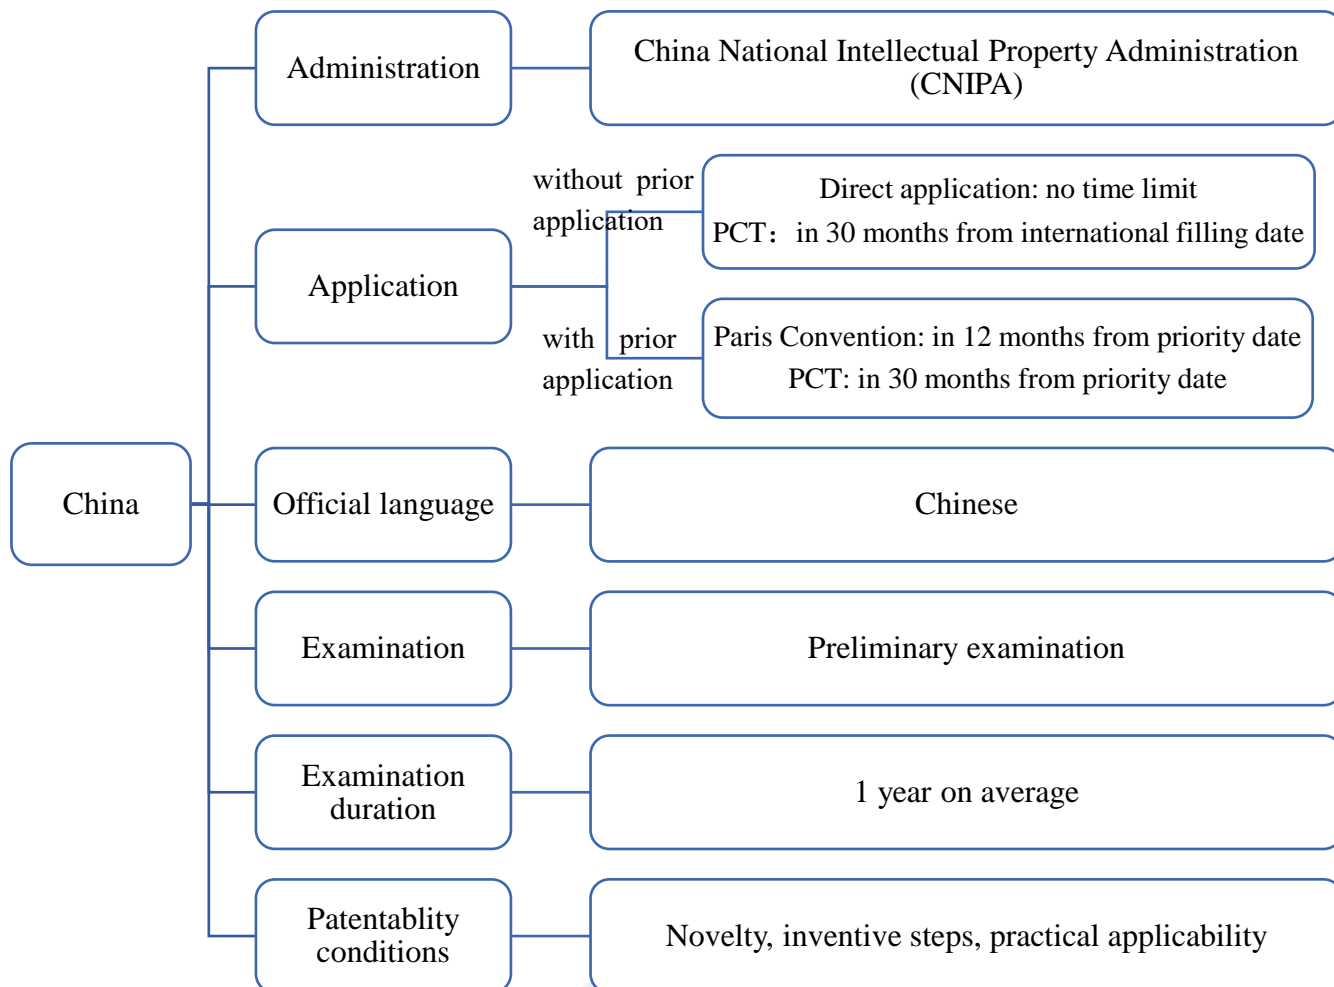 Administration
China National Intellectual Property Administration
(CNIPA)
without prior
application
Direct application: no time limit
PCT：in 30 months from international filling date
Application
with prior
application
Paris Convention: in 12 months from priority date
PCT: in 30 months from priority date
China
Official language
Chinese
Examination
Preliminary examination
Examination
duration
1 year on average
Patentablity
conditions
Novelty, inventive steps, practical applicability